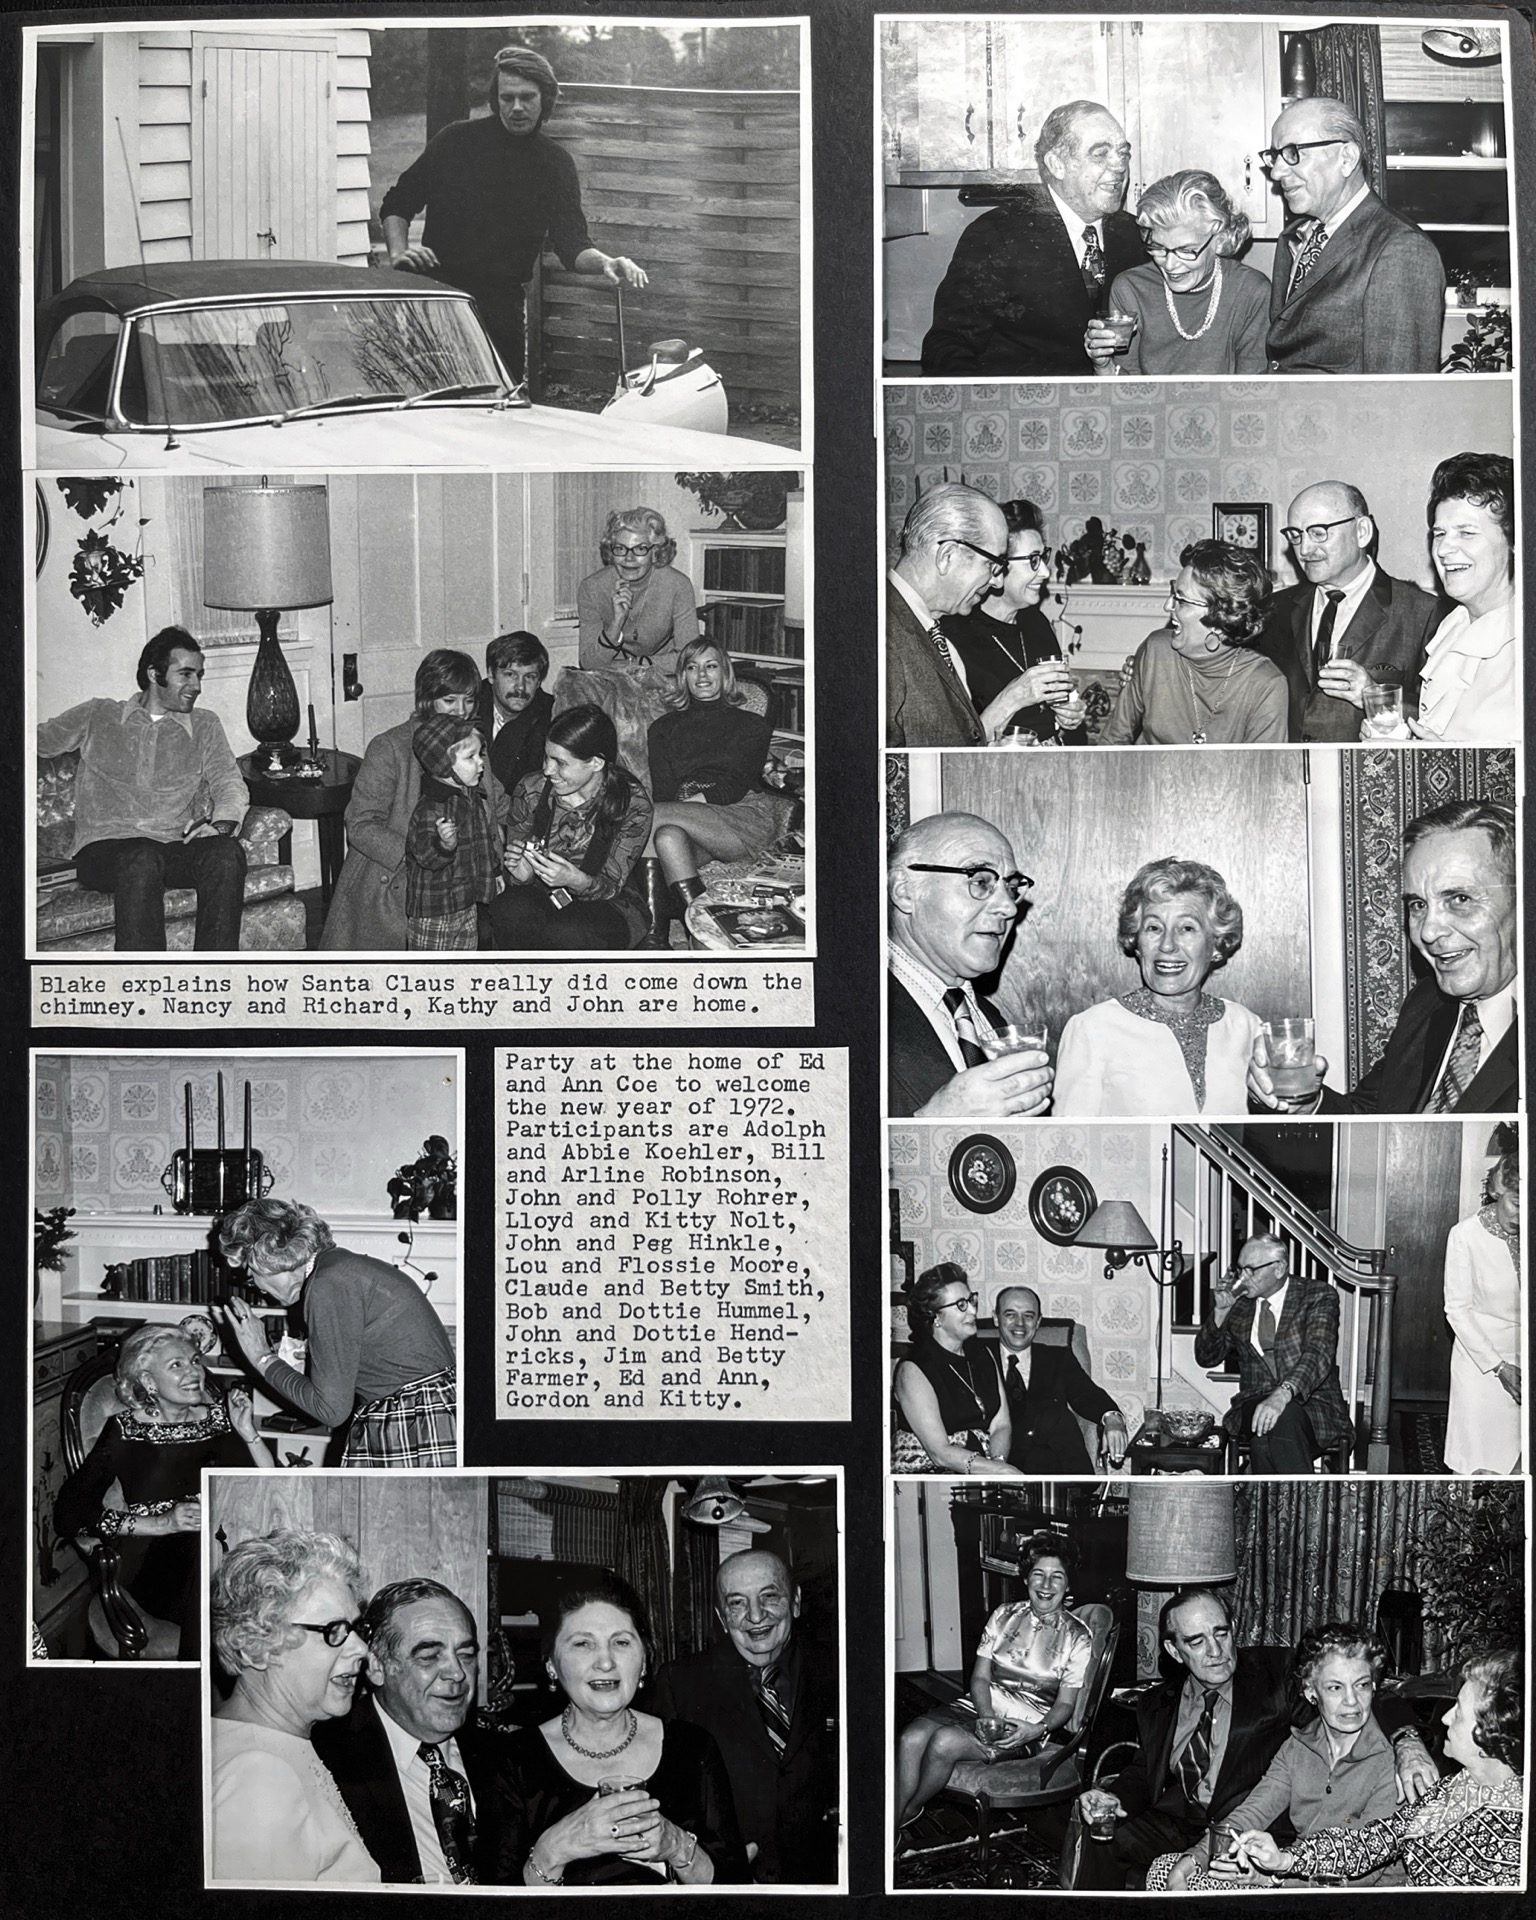 Blake explains how Santa Claus really did come down the
chimney. Nancy and Richard, Kathy and John are home.
Party at the home of Ed
and Ann Coe to welcome
the new year of 1972.
Participants are Adolph
and Abbie Koehler, Bill
and Arline Robinson,
John and Polly Rohrer,
Lloyd and Kitty Nolt,
John and Peg Hinkle,
Lou and Flossie Moore,
Claude and Betty Smith,
Bob and Dottie Hummel,
John and Dottie Hend-
ricks, Jim and Betty
Farmer, Ed and Ann,
Gordon and Kitty.